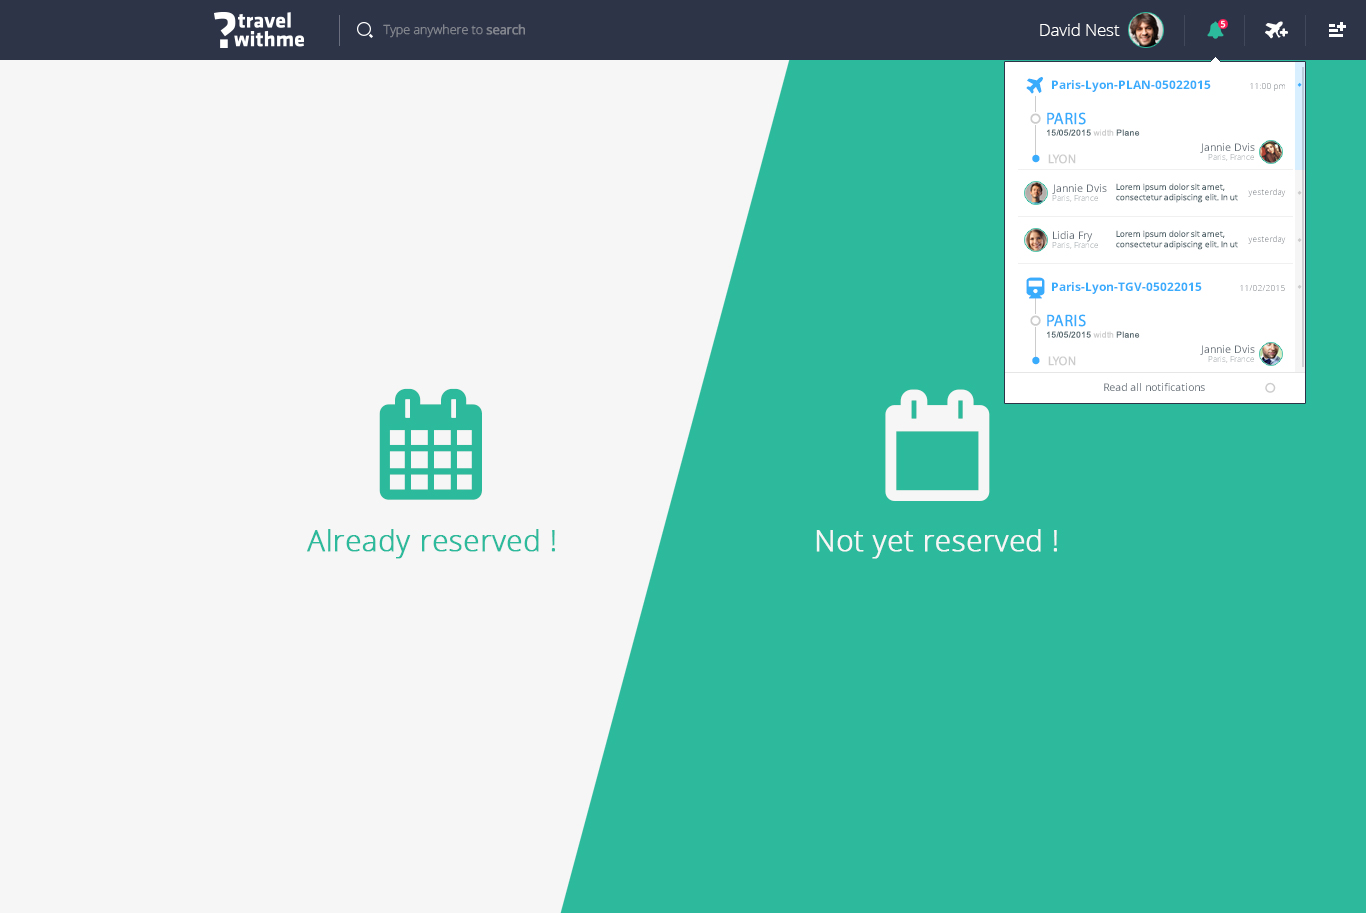 ?travel
withme
Type anywhere to search
David Nest
5
Paris-Lyon-PLAN-05022015
11:00 pm
PARIS
15/05/2015 width Plane
LYON
Jannie Dvis
Paris, France
Jannie Dvis
Paris, France
Lorem ipsum dolor sit amet,
consectetur adipiscing elit. In ut
yesterday
Lidia Fry
Paris, France
Lorem ipsum dolor sit amet,
consectetur adipiscing elit. In ut
yesterday
Paris-Lyon-TGV-05022015
11/02/2015
PARIS
15/05/2015 width Plane
LYON
Jannie Dvis
Paris, France
Read all notifications
Already reserved !
Not yet reserved !